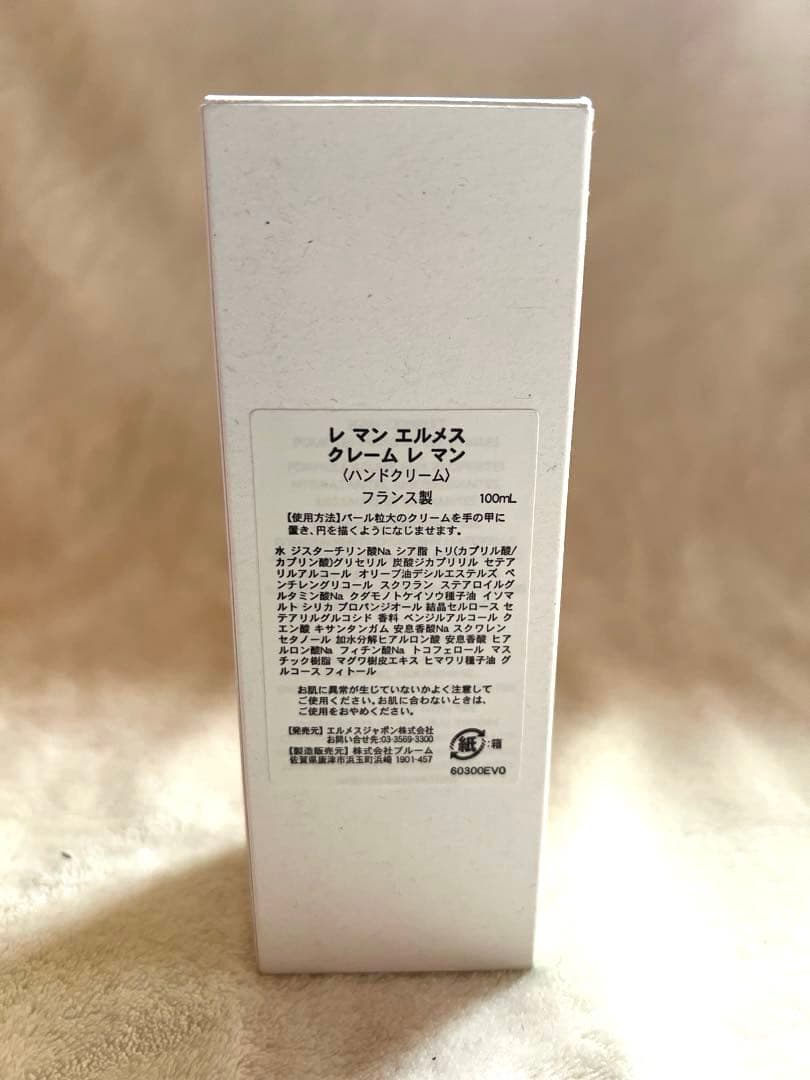 レ マン エルメス
クレーム レ マン
〈ハンドクリーム〉
フランス製 100mL
【使用方法】パール粒大のクリームを手の甲に
置き、円を描くようになじませます。
水 ジスターチリン酸Na シア脂 トリ(カプリル酸/
カプリン酸)グリセリル 炭酸ジカプリリル セテア
リルアルコール オリーブ油デシルエステルズ ペ
ンチレングリコール スクワラン ステアロイルグ
ルタミン酸Na クダモノトケイソウ種子油 イソマ
ルト シリカ プロパンジオール 結晶セルロース セ
テアリルグルコシド 香料 ベンジルアルコール ク
エン酸 キサンタンガム 安息香酸Na スクワレン
セタノール 加水分解ヒアルロン酸 安息香酸 ヒア
ルロン酸Na フィチン酸Na トコフェロール マス
チック樹脂 マグワ樹皮エキス ヒマワリ種子油 グ
ルコース フィトール
お肌に異常が生じていないかよく注意して
ご使用ください。お肌に合わないときは、
ご使用をおやめください。
【発売元】エルメスジャポン株式会社
お問い合せ先:03-3569-3300
【製造販売元】株式会社ブルーム
佐賀県唐津市浜玉町浜崎 1901-457
紙:箱
60300EV0